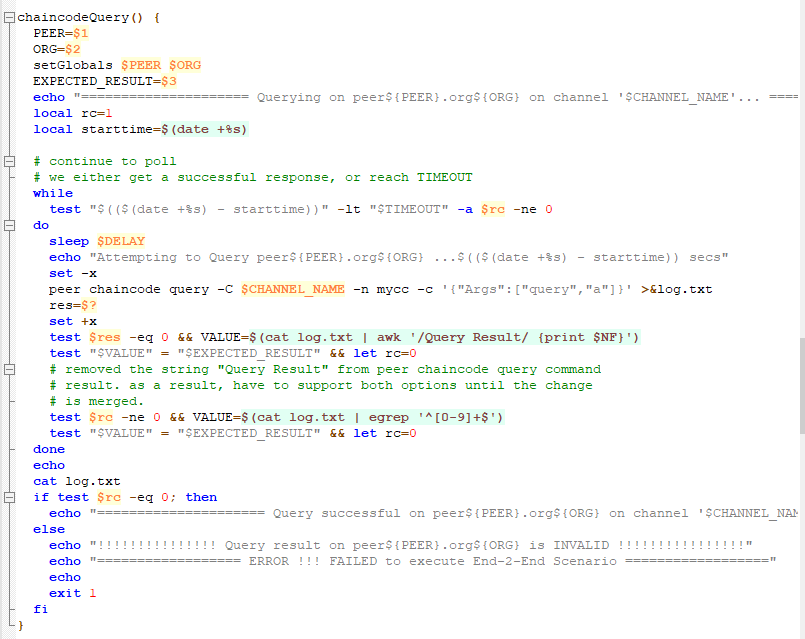 chaincodeQuery() {
  PEER=$1
  ORG=$2
  setGlobals $PEER $ORG
  EXPECTED_RESULT=$3
  echo "===================== Querying on peer${PEER}.org${ORG} on channel '$CHANNEL_NAME'... ====
  local rc=1
  local starttime=$(date +%s)

  # continue to poll
  # we either get a successful response, or reach TIMEOUT
  while
    test "$(($(date +%s) - starttime))" -lt "$TIMEOUT" -a $rc -ne 0
  do
    sleep $DELAY
    echo "Attempting to Query peer${PEER}.org${ORG} ...$(($(date +%s) - starttime)) secs"
    set -x
    peer chaincode query -C $CHANNEL_NAME -n mycc -c '{"Args":["query","a"]}' >&log.txt
    res=$?
    set +x
    test $res -eq 0 && VALUE=$(cat log.txt | awk '/Query Result/ {print $NF}')
    test "$VALUE" = "$EXPECTED_RESULT" && let rc=0
    # removed the string "Query Result" from peer chaincode query command
    # result. as a result, have to support both options until the change
    # is merged.
    test $rc -ne 0 && VALUE=$(cat log.txt | egrep '^[0-9]+$')
    test "$VALUE" = "$EXPECTED_RESULT" && let rc=0
  done
  echo
  cat log.txt
  if test $rc -eq 0; then
    echo "===================== Query successful on peer${PEER}.org${ORG} on channel '$CHANNEL_NAM
  else
    echo "!!!!!!!!!!!!!!! Query result on peer${PEER}.org${ORG} is INVALID !!!!!!!!!!!!!!!!"
    echo "================== ERROR !!! FAILED to execute End-2-End Scenario =================="
    echo
    exit 1
  fi
}